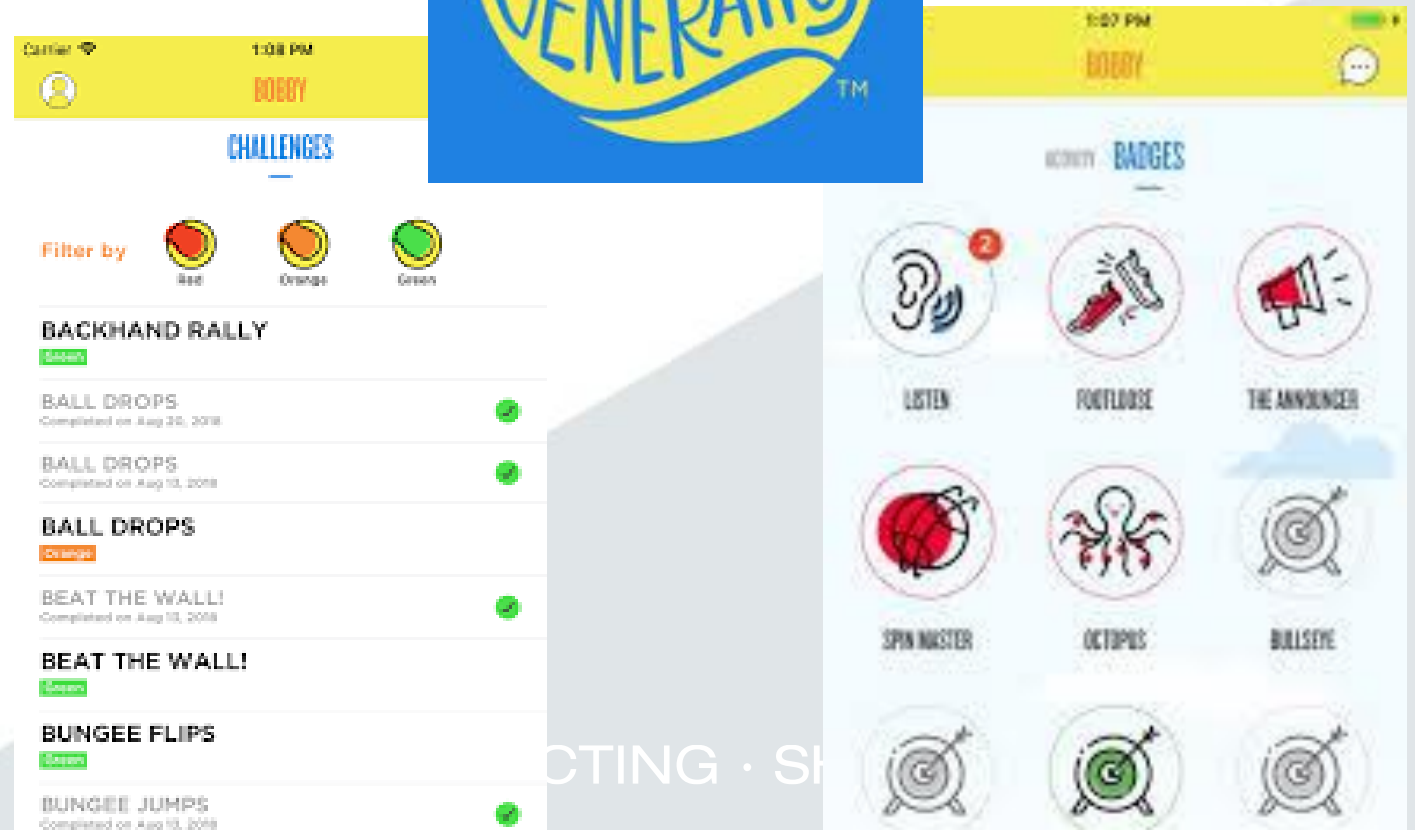 Carrier
1:08 PM
BOBBY
CHALLENGES
Filter by
Red
Orange
Green
BACKHAND RALLY
Green
BALL DROPS
Completed on Aug 20, 2018
BALL DROPS
Completed on Aug 13, 2018
BALL DROPS
Orange
BEAT THE WALL!
Completed on Aug 13, 2018
BEAT THE WALL!
Green
BUNGEE FLIPS
Green
BUNGEE JUMPS
Completed on Aug 13, 2018
TM
CTING · SH
1:07 PM
BOBBY
ACTIVITY BADGES
2
LISTEN
FOOTLOOSE
THE ANNOUNCER
SPIN MASTER
OCTOPUS
BULLSEYE